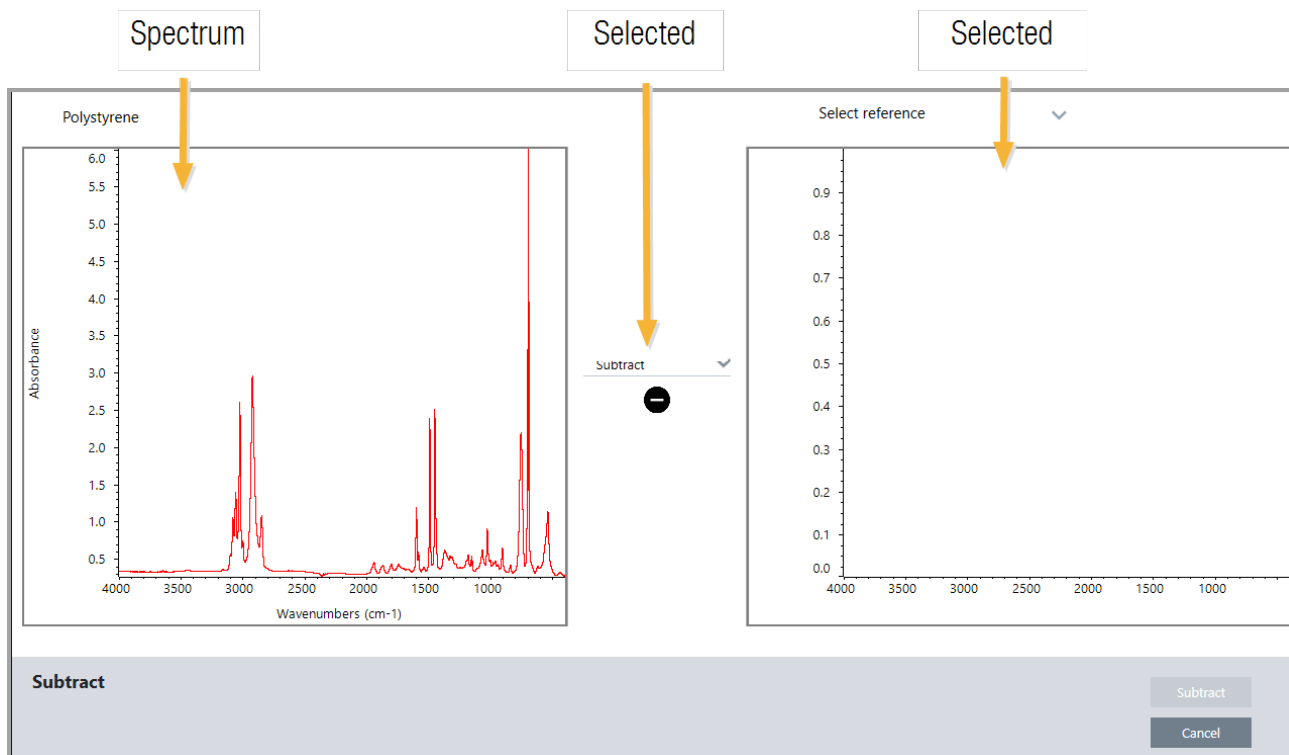 Spectrum
Selected
Selected
Polystyrene
Select reference
6.0
5.5
5.0
4.5
4.0
3.5
3.0
2.5
2.0
1.5
1.0
0.5
Absorbance
4000 3500 3000 2500 2000 1500 1000
Wavenumbers (cm-1)
Subtract
0.9
0.8
0.7
0.6
0.5
0.4
0.3
0.2
0.1
0.0
4000 3500 3000 2500 2000 1500 1000
Subtract
Subtract
Cancel